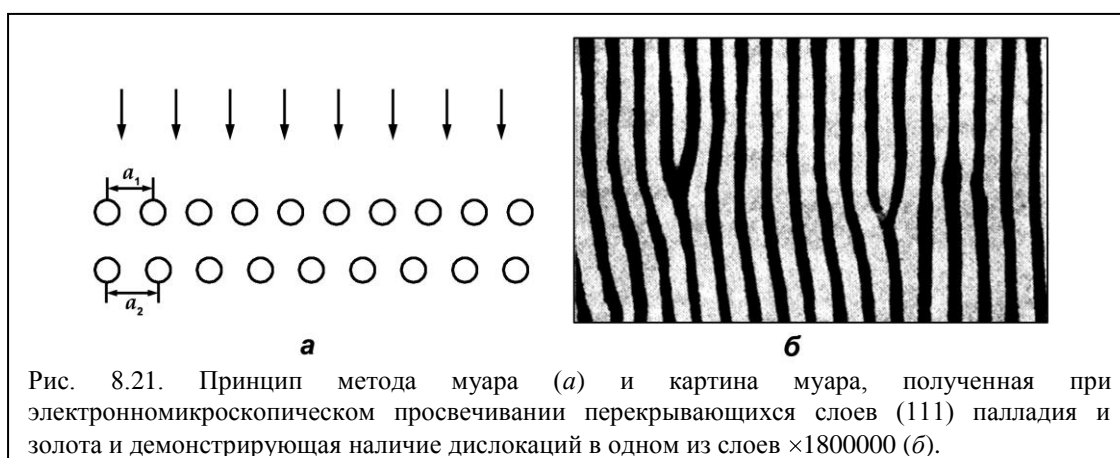 a₁
a₂
а
б
Рис. 8.21. Принцип метода муара (а) и картина муара, полученная при
электронномикроскопическом просвечивании перекрывающихся слоев (111) палладия и
золота и демонстрирующая наличие дислокаций в одном из слоев ×1800000 (б).